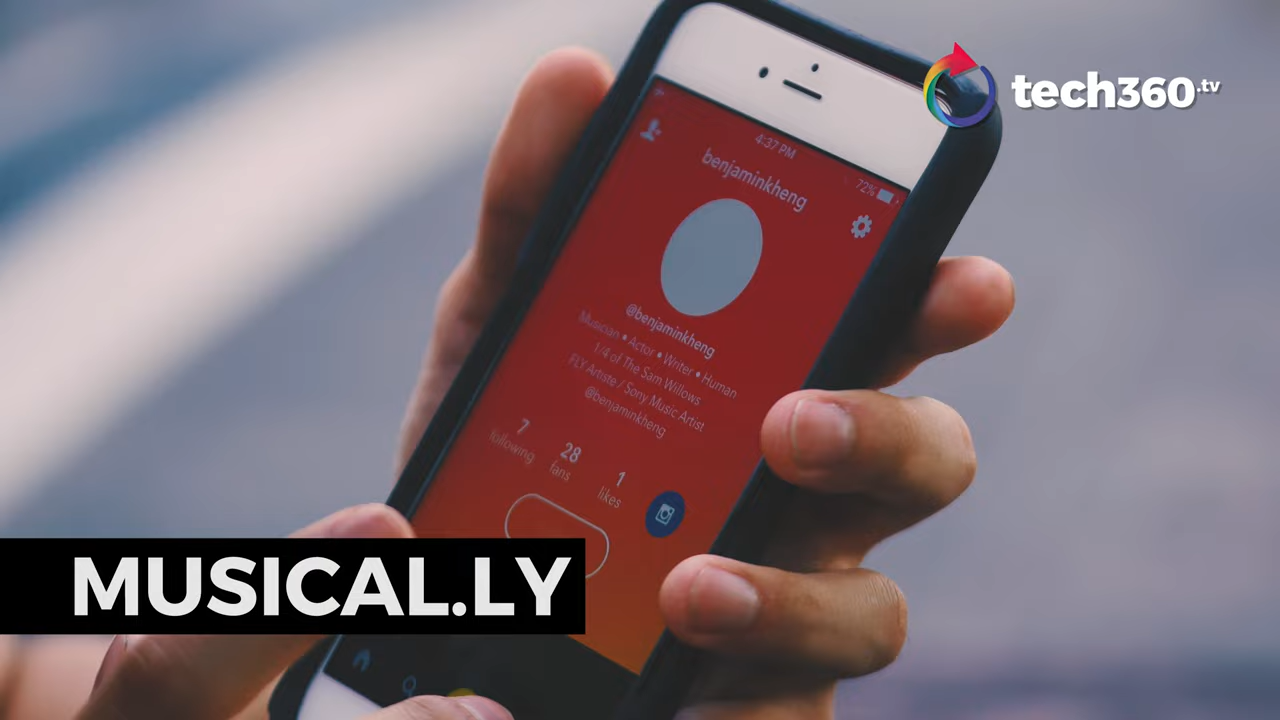 tech360.tv
4:37 PM
72%
benjaminkheng
@benjaminkheng
Musician • Actor • Writer • Human
1/4 of The Sam Willows
FLY Artiste / Sony Music Artist
@benjaminkheng
7 28 1
following fans likes
MUSICAL.LY